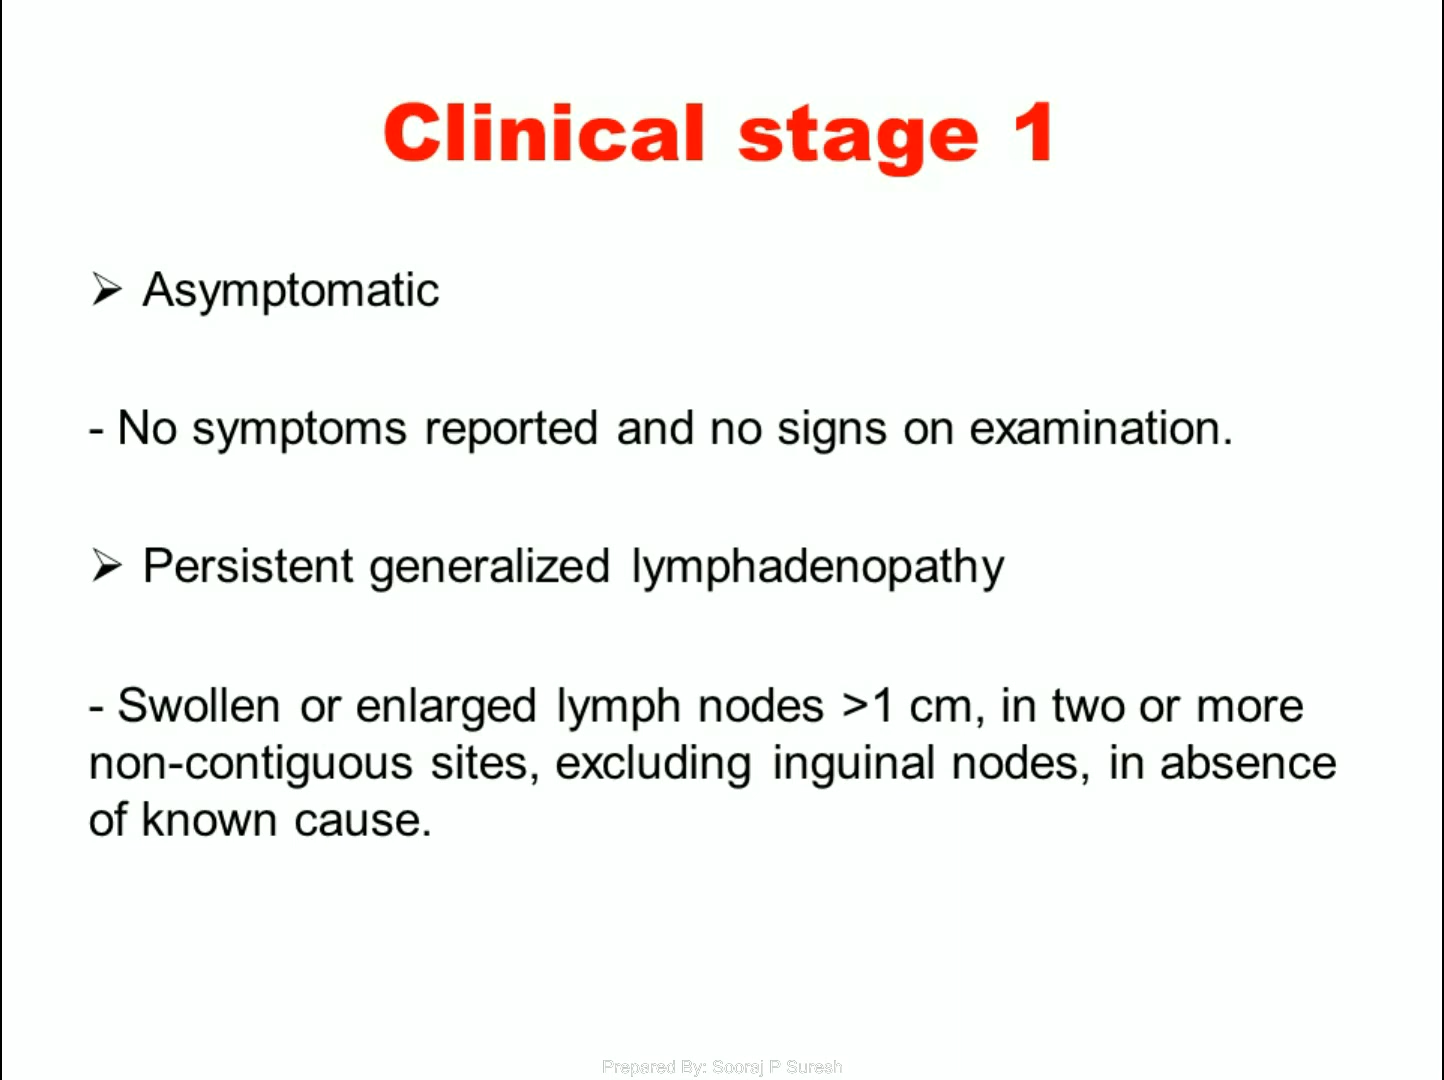 Clinical stage 1
➢ Asymptomatic
- No symptoms reported and no signs on examination.
➢ Persistent generalized lymphadenopathy
- Swollen or enlarged lymph nodes >1 cm, in two or more
non-contiguous sites, excluding inguinal nodes, in absence
of known cause.
Prepared By: Sooraj P Suresh